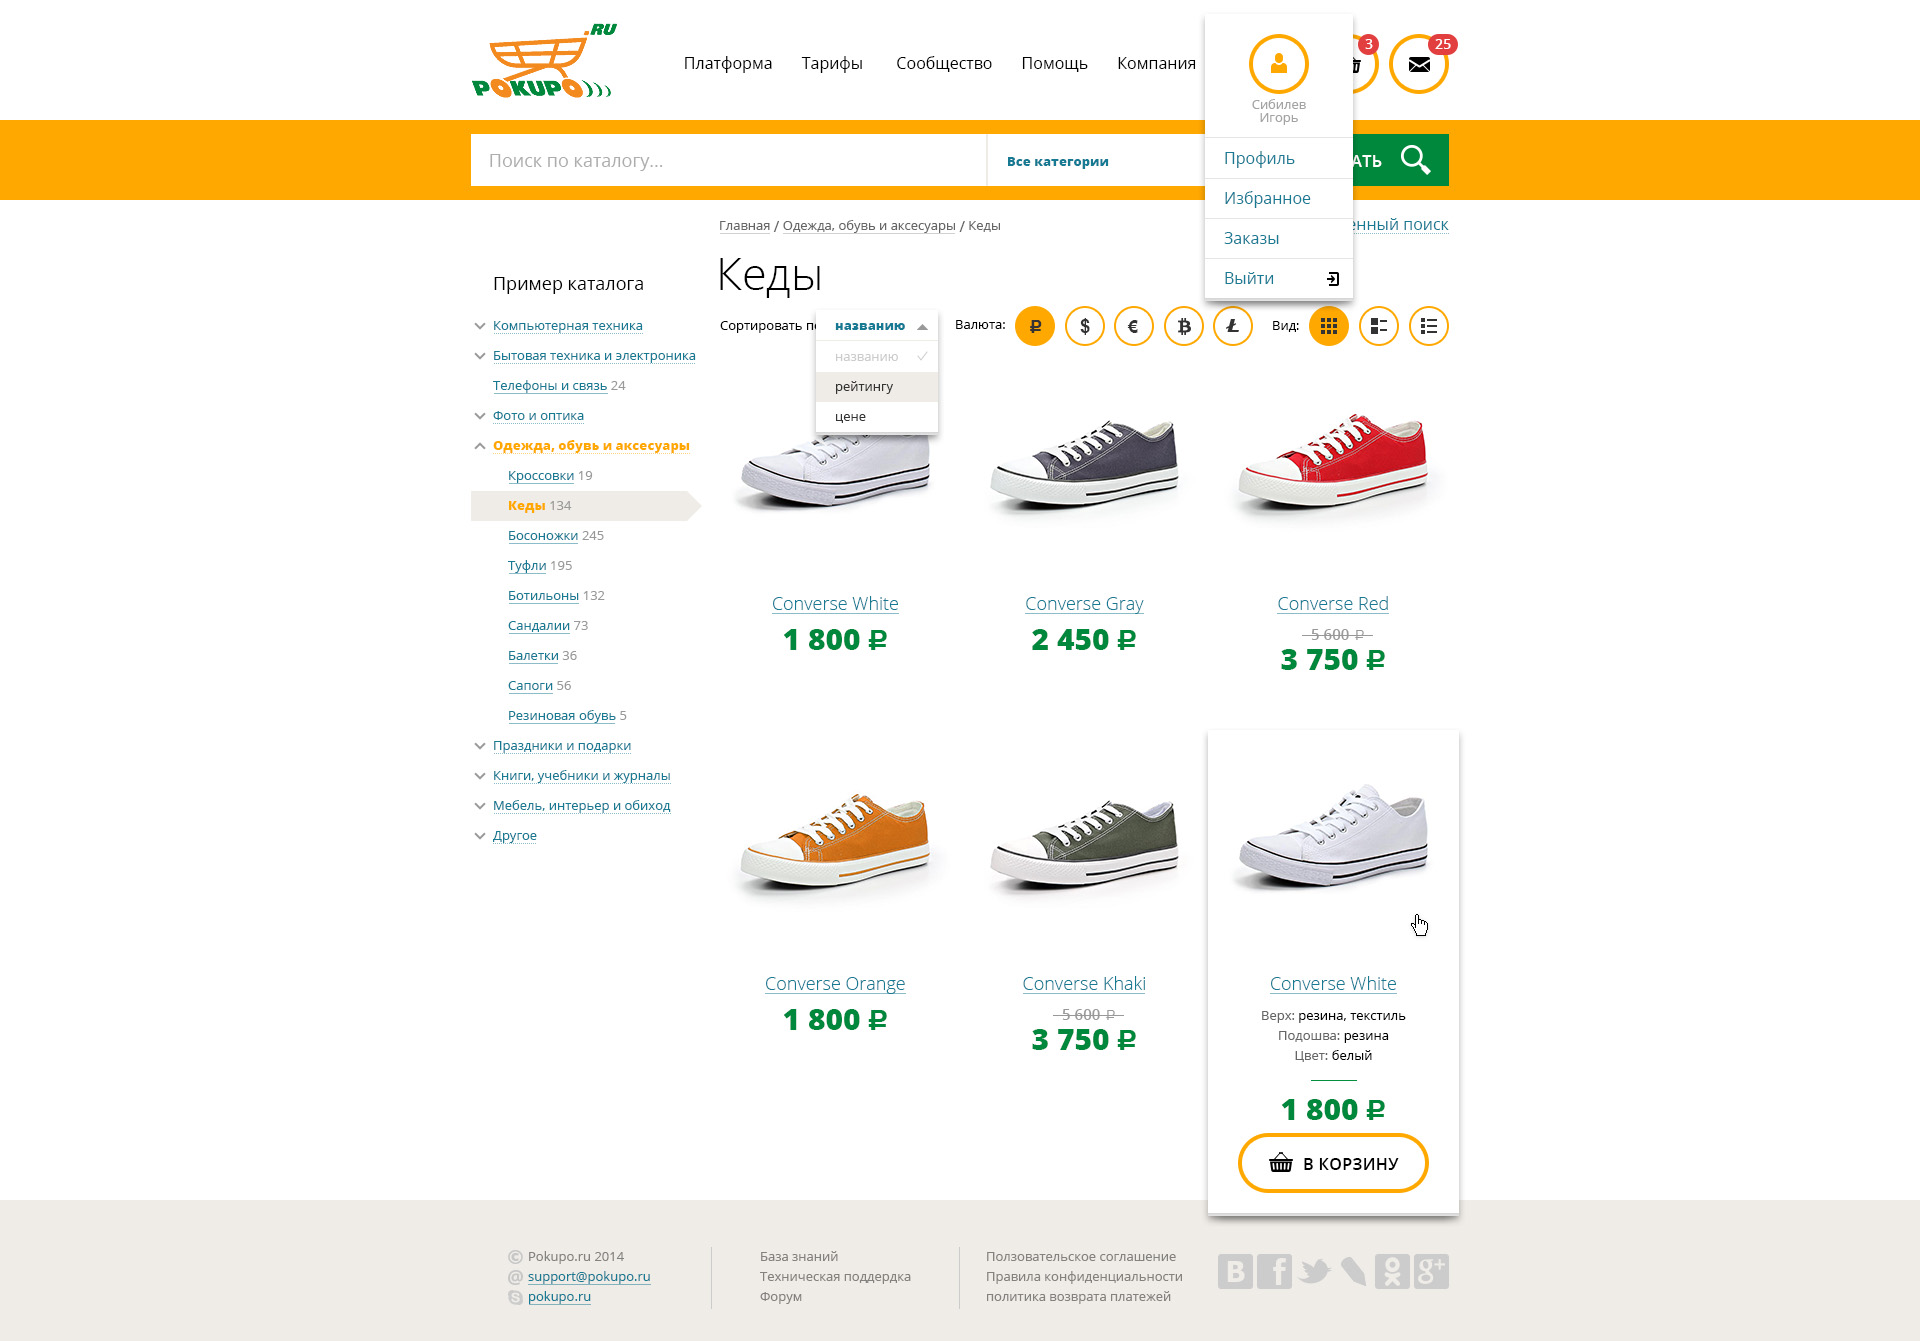 .RU
POKUPO
Платформа
Тарифы
Сообщество
Помощь
Компания
3
25
Сибилев
Игорь
Профиль
Избранное
Заказы
Выйти
Поиск по каталогу...
Все категории
АТЬ
Главная / Одежда, обувь и аксесуары / Кеды
енный поиск
Кеды
Пример каталога
Компьютерная техника
Бытовая техника и электроника
Телефоны и связь 24
Фото и оптика
Одежда, обувь и аксесуары
Кроссовки 19
Кеды 134
Босоножки 245
Туфли 195
Ботильоны 132
Сандалии 73
Балетки 36
Сапоги 56
Резиновая обувь 5
Праздники и подарки
Книги, учебники и журналы
Мебель, интерьер и обиход
Другое
Сортировать по
названию
названию
рейтингу
цене
Валюта: ₽ $ € ₿ Ł
Вид:
Converse White
1 800 ₽
Converse Gray
2 450 ₽
Converse Red
5 600 ₽
3 750 ₽
Converse Orange
1 800 ₽
Converse Khaki
5 600 ₽
3 750 ₽
Converse White
Верх: резина, текстиль
Подошва: резина
Цвет: белый
1 800 ₽
В КОРЗИНУ
© Pokupo.ru 2014
@ support@pokupo.ru
pokupo.ru
База знаний
Техническая поддердка
Форум
Ползовательское соглашение
Правила конфиденциальности
политика возврата платежей
B f g+